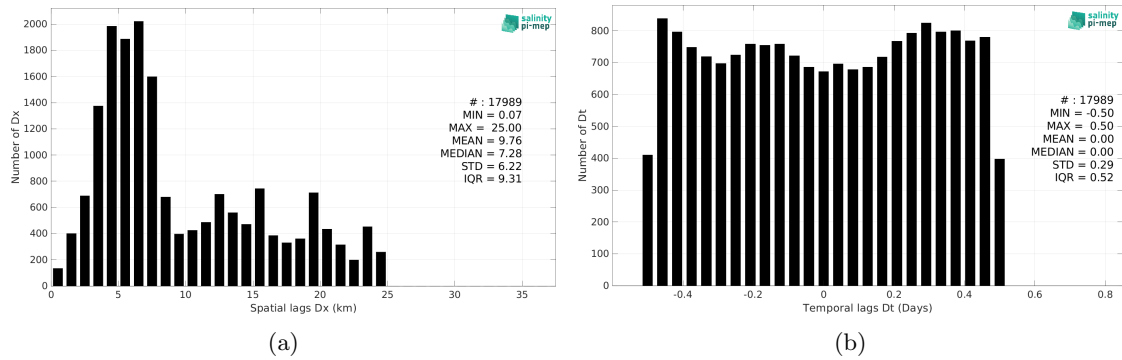 2000
1800
1600
1400
1200
1000
800
600
400
200
0
Number of Dx
0 5 10 15 20 25 30 35
Spatial lags Dx (km)
salinity
pi-mep
# : 17989
MIN = 0.07
MAX = 25.00
MEAN = 9.76
MEDIAN = 7.28
STD = 6.22
IQR = 9.31
(a)
800
700
600
500
400
300
200
100
0
Number of Dt
-0.4 -0.2 0 0.2 0.4 0.6 0.8
Temporal lags Dt (Days)
salinity
pi-mep
# : 17989
MIN = -0.50
MAX = 0.50
MEAN = 0.00
MEDIAN = 0.00
STD = 0.29
IQR = 0.52
(b)